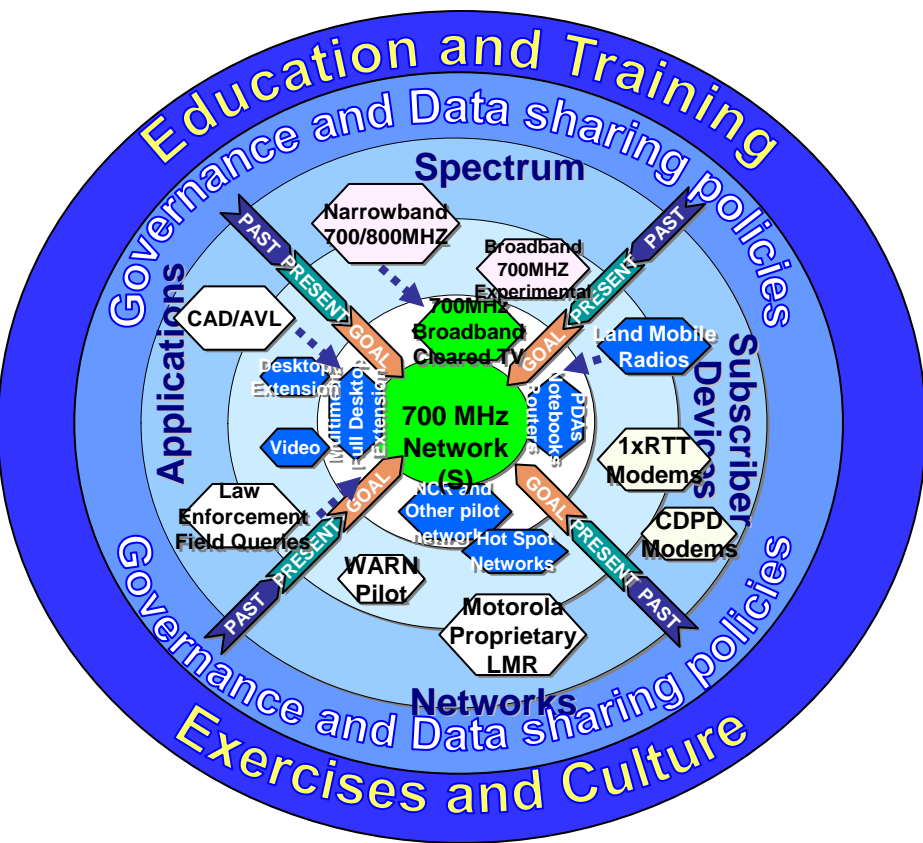 Education and Training
Governance and Data sharing policies
Spectrum
PAST
PRESENT
GOAL
PAST
PRESENT
GOAL
Narrowband
700/800MHZ
Broadband
700MHZ
Experimental
700MHz
Broadband
Cleared TV
CAD/AVL
Applications
Desktop
Extension
Video
Multimedia
Full Desktop
Extension
Law
Enforcement
Field Queries
700 MHz
Network
(S)
Land Mobile
Radios
Subscriber
Devices
PDAs
Notebooks
Routers
1xRTT
Modems
CDPD
Modems
NCR and
Other pilot
networks
Hot Spot
Networks
WARN
Pilot
Motorola
Proprietary
LMR
GOAL
PRESENT
PAST
GOAL
PRESENT
PAST
Networks
Governance and Data sharing policies
Exercises and Culture